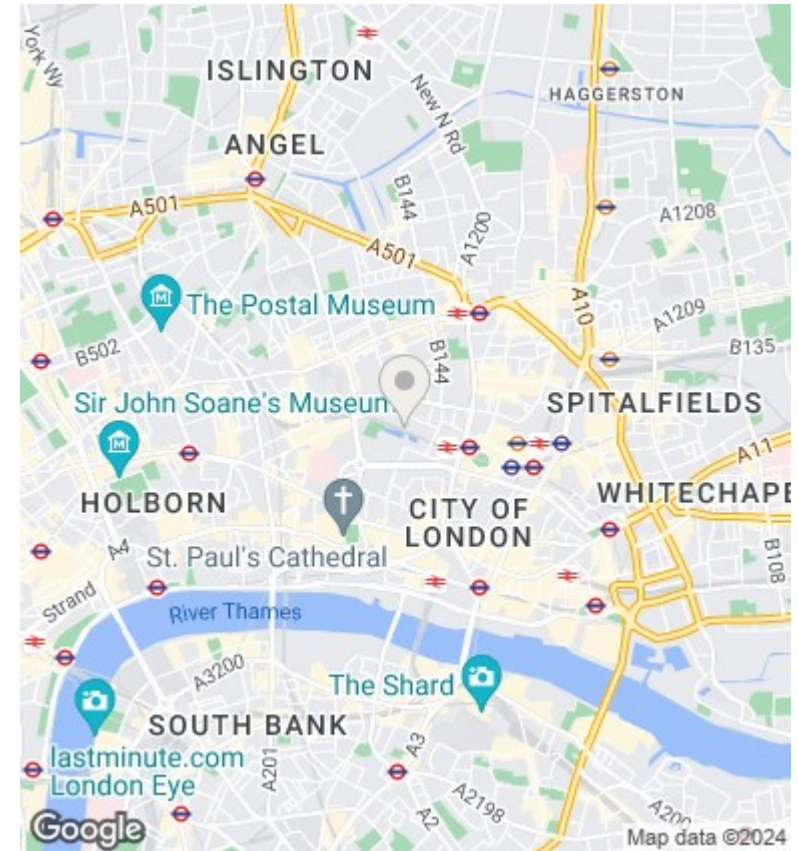 York Wy
ISLINGTON
New N Rd
HAGGERSTON
ANGEL
A501
B144
A1200
A1208
A501
A10
The Postal Museum
A1209
B502
B144
B135
Sir John Soane's Museum
SPITALFIELDS
A11
HOLBORN
WHITECHAPE
CITY OF
LONDON
A4
St. Paul's Cathedral
B108
Strand
River Thames
A3200
The Shard
SOUTH BANK
lastminute.com
London Eye
A201
A3
A2198
A2
A200
Google
Map data ©2024